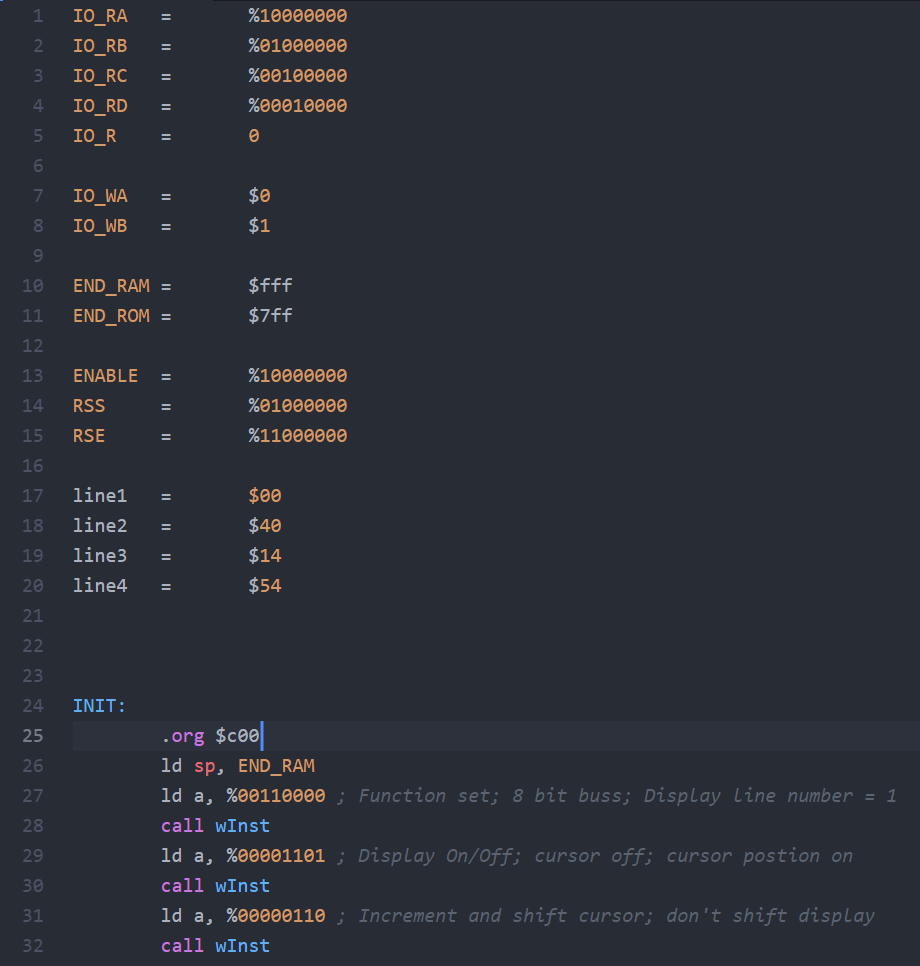 1 IO_RA = %10000000
2 IO_RB = %01000000
3 IO_RC = %00100000
4 IO_RD = %00010000
5 IO_R = 0
6
7 IO_WA = $0
8 IO_WB = $1
9
10 END_RAM = $fff
11 END_ROM = $7ff
12
13 ENABLE = %10000000
14 RSS = %01000000
15 RSE = %11000000
16
17 line1 = $00
18 line2 = $40
19 line3 = $14
20 line4 = $54
21
22
23
24 INIT:
25 .org $c00
26 ld sp, END_RAM
27 ld a, %00110000 ; Function set; 8 bit buss; Display line number = 1
28 call wInst
29 ld a, %00001101 ; Display On/Off; cursor off; cursor postion on
30 call wInst
31 ld a, %00000110 ; Increment and shift cursor; don't shift display
32 call wInst